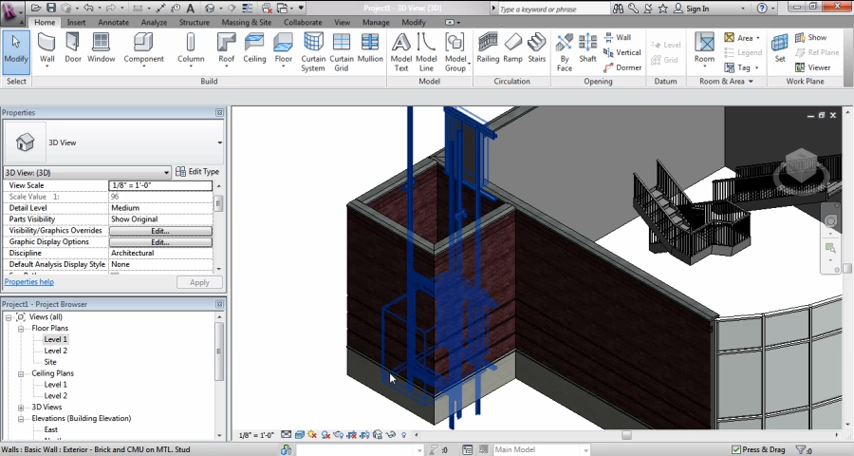 Project1 - 3D View: {3D}
Type a keyword or phrase
Sign In
Home Insert Annotate Analyze Structure Massing & Site Collaborate View Manage Modify
Modify Wall Door Window Component Column Roof Ceiling Floor Curtain System Curtain Grid Mullion Model Text Model Line Model Group Railing Ramp Stairs By Face Shaft Wall Vertical Dormer Level Grid Room Area Legend Tag Set Show Ref Plane Viewer
Select Build Model Circulation Opening Datum Room & Area Work Plane
Properties
3D View
3D View: {3D} Edit Type
View Scale 1/8" = 1'-0"
Scale Value 1: 96
Detail Level Medium
Parts Visibility Show Original
Visibility/Graphics Overrides Edit...
Graphic Display Options Edit...
Discipline Architectural
Default Analysis Display Style None
Properties help Apply
Project1 - Project Browser
Views (all)
Floor Plans
Level 1
Level 2
Site
Ceiling Plans
Level 1
Level 2
3D Views
Elevations (Building Elevation)
East
1/8" = 1'-0"
Walls : Basic Wall : Exterior - Brick and CMU on MTL. Stud :0 Main Model Press & Drag :0